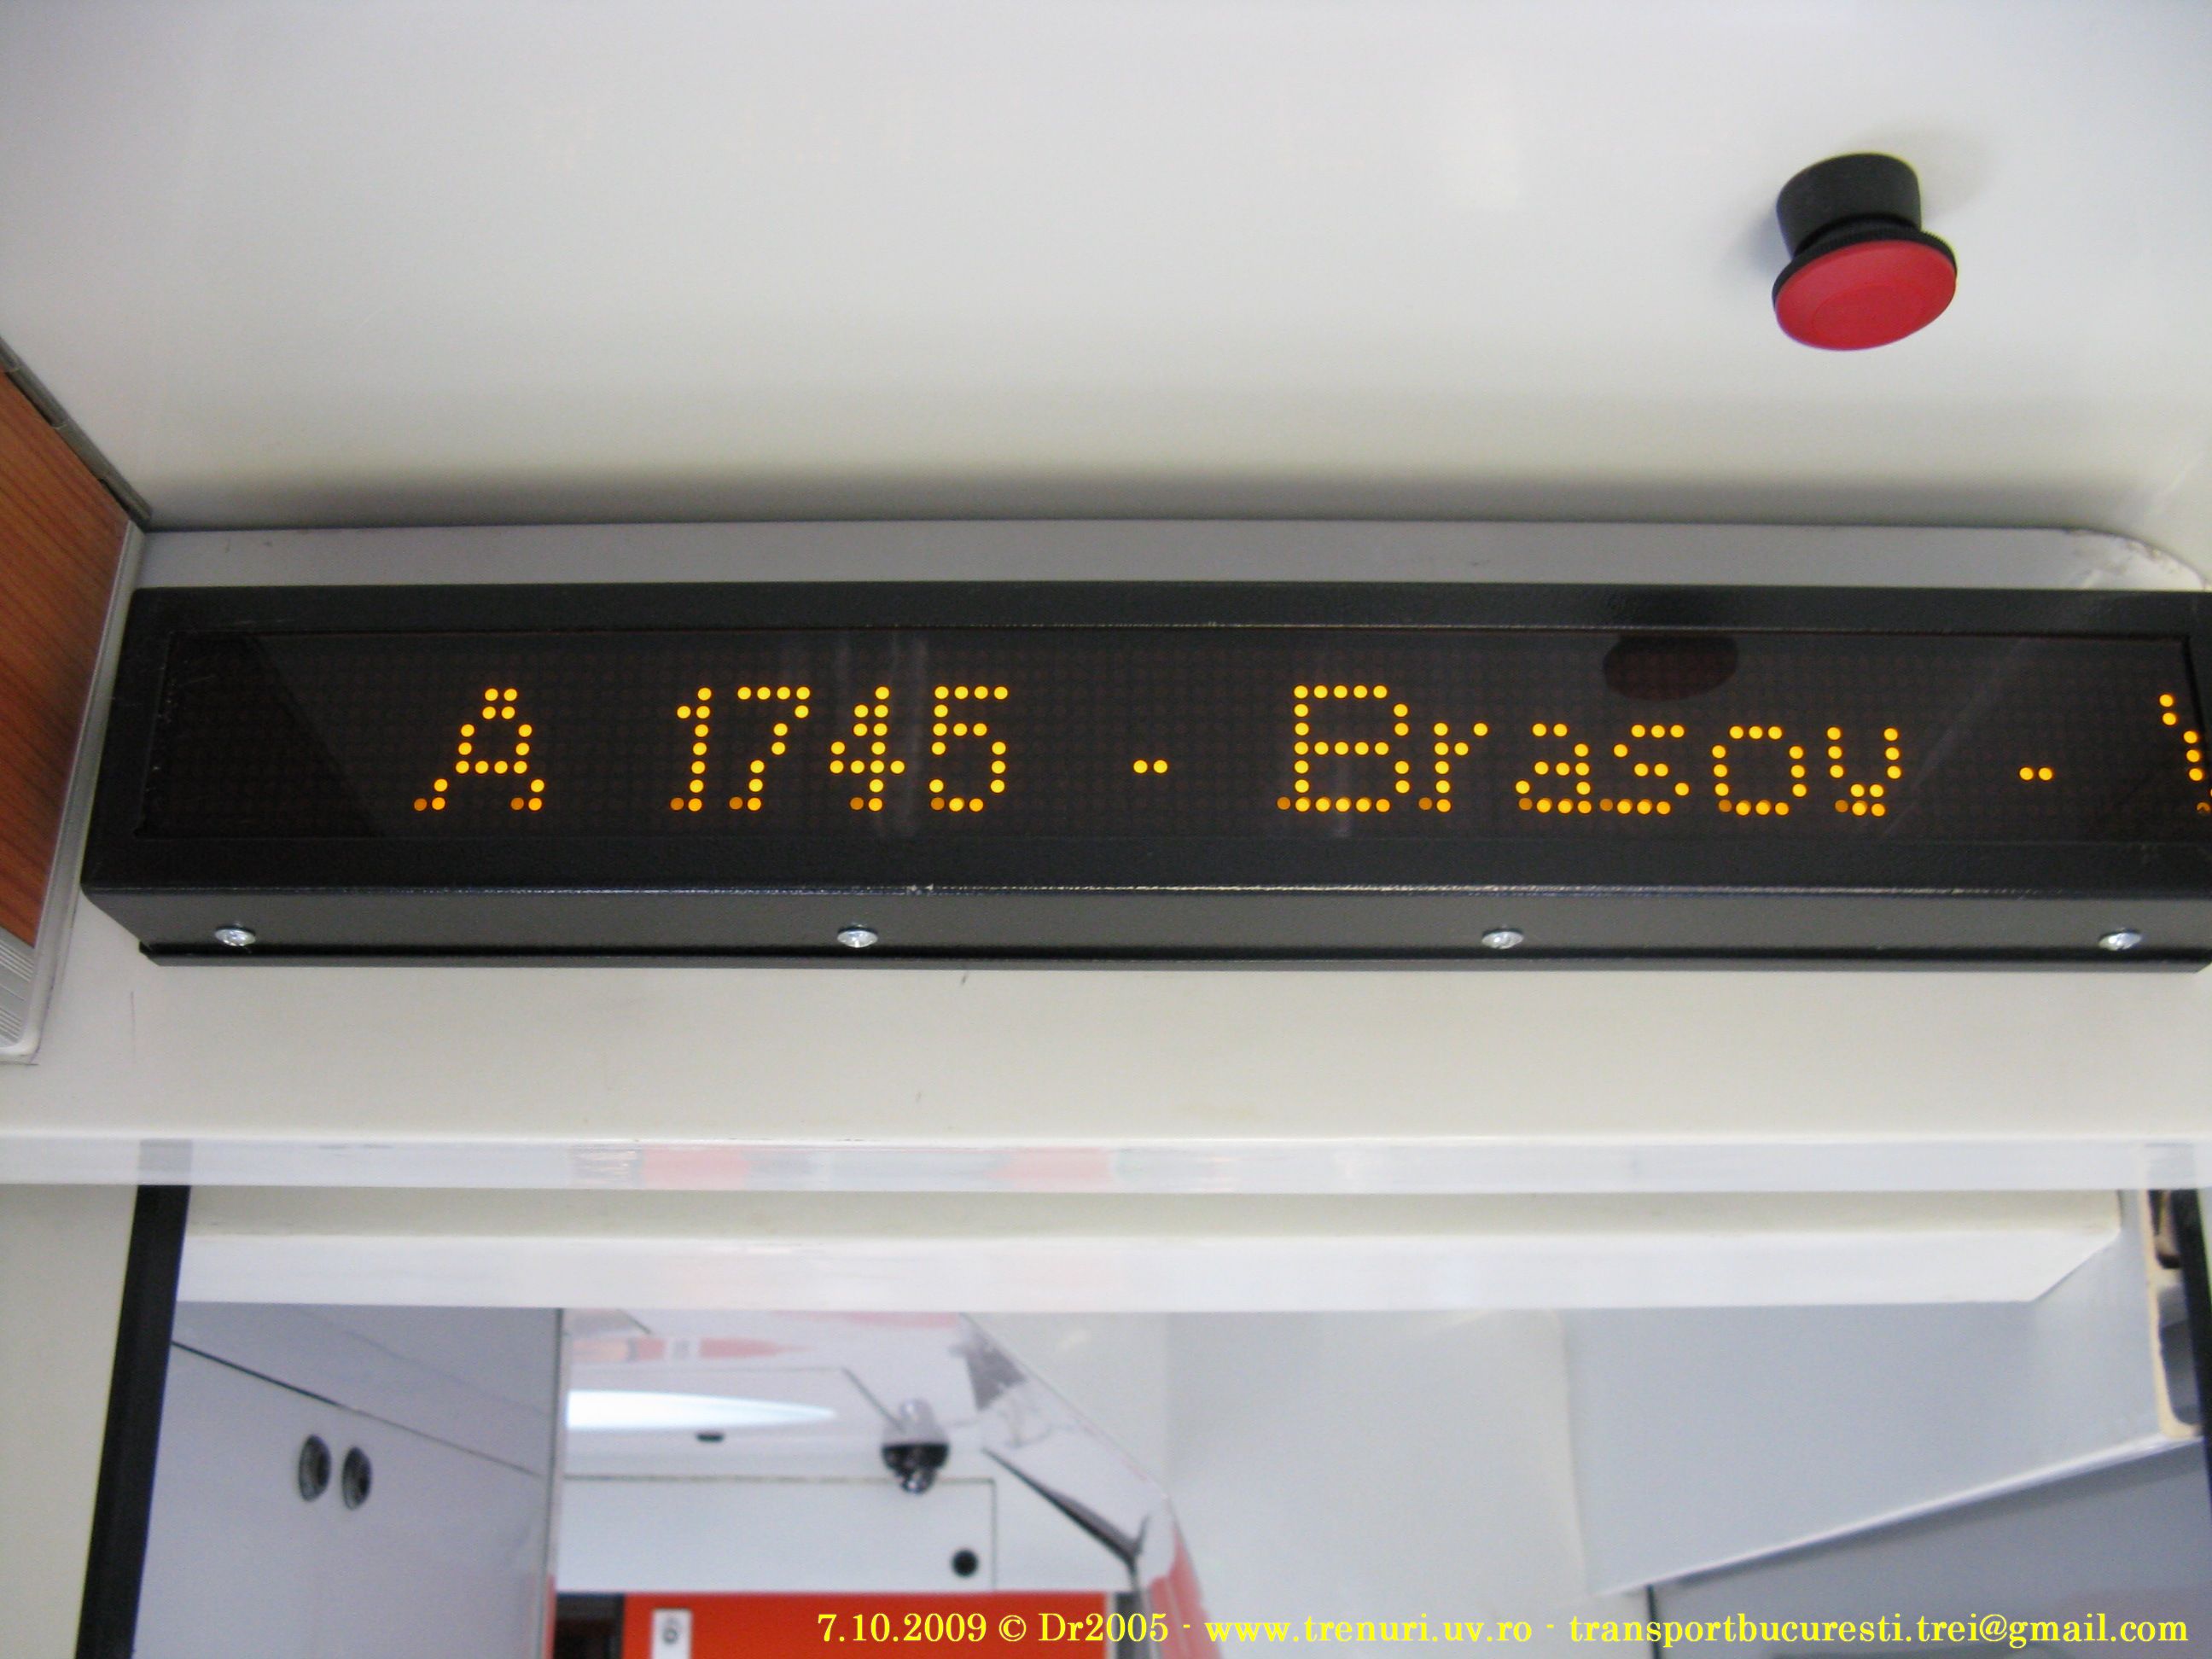 A 1745 - Brasov -
7.10.2009 © Dr2005 - www.trenuri.uv.ro - transportbucuresti.trei@gmail.com